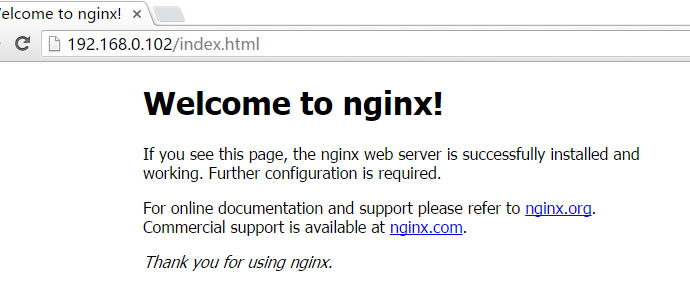 elcome to nginx!
192.168.0.102/index.html
Welcome to nginx!
If you see this page, the nginx web server is successfully installed and
working. Further configuration is required.
For online documentation and support please refer to nginx.org.
Commercial support is available at nginx.com.
Thank you for using nginx.